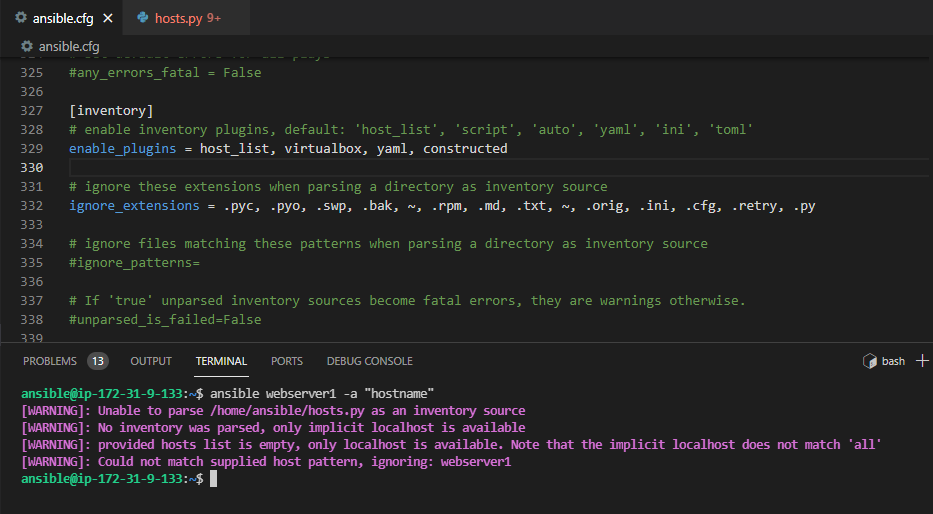 ansible.cfg
hosts.py 9+
ansible.cfg
325 #any_errors_fatal = False
326
327 [inventory]
328 # enable inventory plugins, default: 'host_list', 'script', 'auto', 'yaml', 'ini', 'toml'
329 enable_plugins = host_list, virtualbox, yaml, constructed
330
331 # ignore these extensions when parsing a directory as inventory source
332 ignore_extensions = .pyc, .pyo, .swp, .bak, ~, .rpm, .md, .txt, ~, .orig, .ini, .cfg, .retry, .py
333
334 # ignore files matching these patterns when parsing a directory as inventory source
335 #ignore_patterns=
336
337 # If 'true' unparsed inventory sources become fatal errors, they are warnings otherwise.
338 #unparsed_is_failed=False
339
PROBLEMS 13 OUTPUT TERMINAL PORTS DEBUG CONSOLE bash
ansible@ip-172-31-9-133:~$ ansible webserver1 -a "hostname"
[WARNING]: Unable to parse /home/ansible/hosts.py as an inventory source
[WARNING]: No inventory was parsed, only implicit localhost is available
[WARNING]: provided hosts list is empty, only localhost is available. Note that the implicit localhost does not match 'all'
[WARNING]: Could not match supplied host pattern, ignoring: webserver1
ansible@ip-172-31-9-133:~$